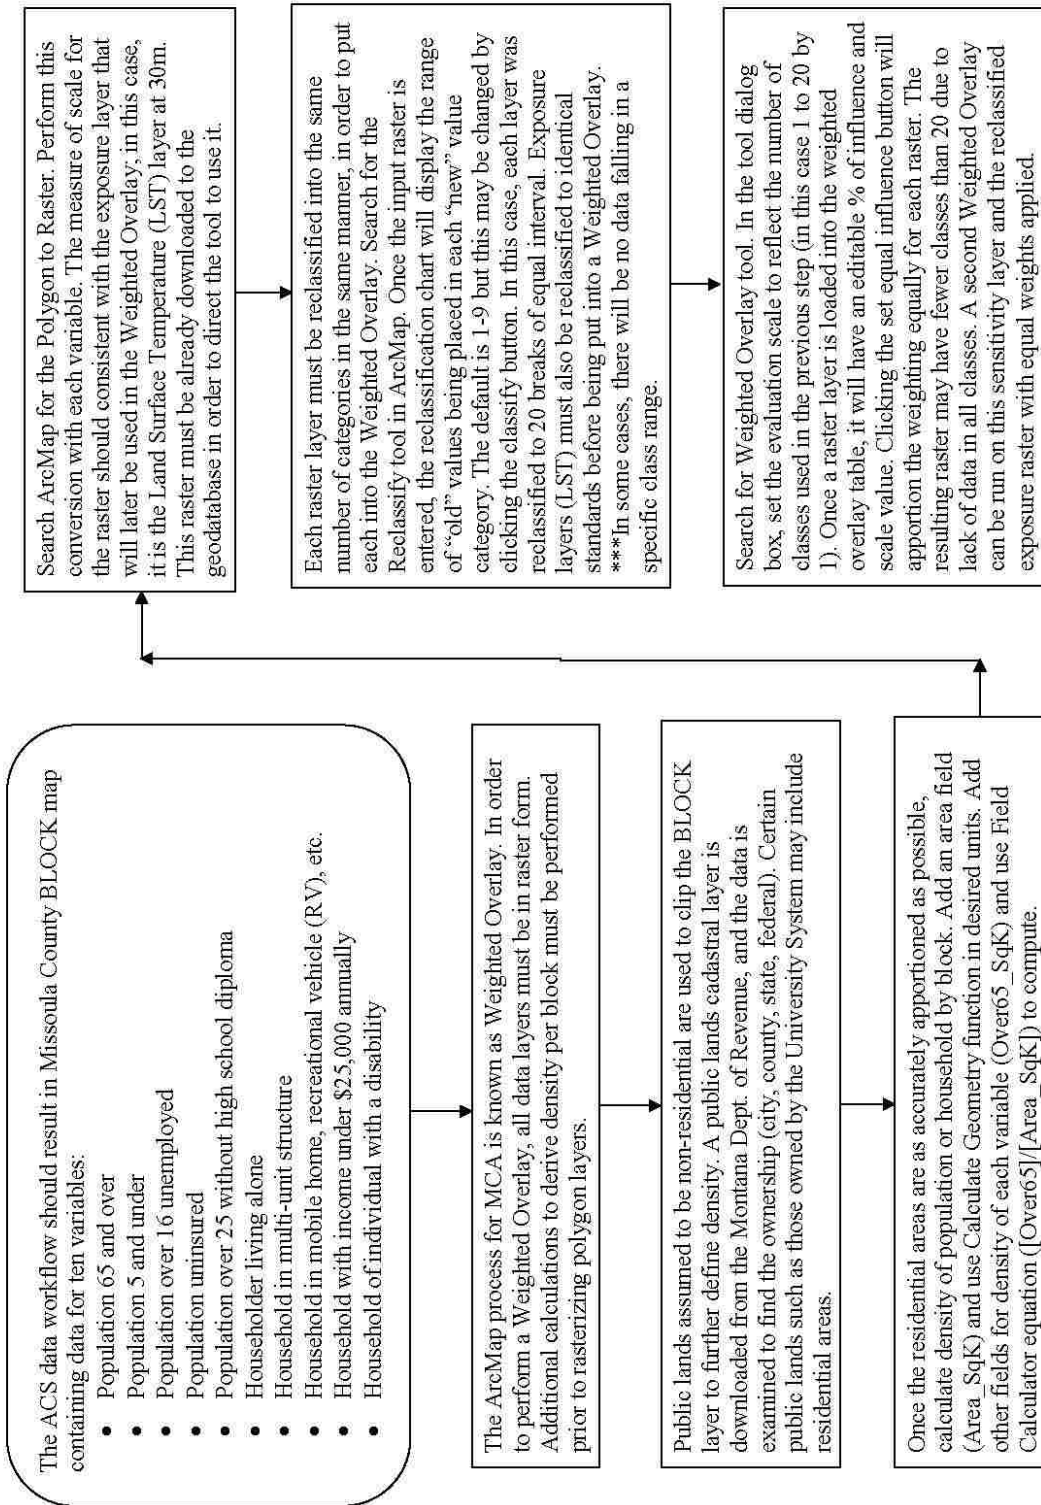 The ACS data workflow should result in Missoula County BLOCK map
containing data for ten variables:
• Population 65 and over
• Population 5 and under
• Population over 16 unemployed
• Population uninsured
• Population over 25 without high school diploma
• Householder living alone
• Household in multi-unit structure
• Household in mobile home, recreational vehicle (RV), etc.
• Household with income under $25,000 annually
• Household of individual with a disability
The ArcMap process for MCA is known as Weighted Overlay. In order
to perform a Weighted Overlay, all data layers must be in raster form.
Additional calculations to derive density per block must be performed
prior to rasterizing polygon layers.
Public lands assumed to be non-residential are used to clip the BLOCK
layer to further define density. A public lands cadastral layer is
downloaded from the Montana Dept. of Revenue, and the data is
examined to find the ownership (city, county, state, federal). Certain
public lands such as those owned by the University System may include
residential areas.
Once the residential areas are as accurately apportioned as possible,
calculate density of population or household by block. Add an area field
(Area_SqK) and use Calculate Geometry function in desired units. Add
other fields for density of each variable (Over65_SqK) and use Field
Calculator equation ([Over65]/[Area_SqK]) to compute.
Search ArcMap for the Polygon to Raster. Perform this
conversion with each variable. The measure of scale for
the raster should consistent with the exposure layer that
will later be used in the Weighted Overlay; in this case,
it is the Land Surface Temperature (LST) layer at 30m.
This raster must be already downloaded to the
geodatabase in order to direct the tool to use it.
Each raster layer must be reclassified into the same
number of categories in the same manner, in order to put
each into the Weighted Overlay. Search for the
Reclassify tool in ArcMap. Once the input raster is
entered, the reclassification chart will display the range
of “old” values being placed in each “new” value
category. The default is 1-9 but this may be changed by
clicking the classify button. In this case, each layer was
reclassified to 20 breaks of equal interval. Exposure
layers (LST) must also be reclassified to identical
standards before being put into a Weighted Overlay.
***In some cases, there will be no data falling in a
specific class range.
Search for Weighted Overlay tool. In the tool dialog
box, set the evaluation scale to reflect the number of
classes used in the previous step (in this case 1 to 20 by
1). Once a raster layer is loaded into the weighted
overlay table, it will have an editable % of influence and
scale value. Clicking the set equal influence button will
apportion the weighting equally for each raster. The
resulting raster may have fewer classes than 20 due to
lack of data in all classes. A second Weighted Overlay
can be run on this sensitivity layer and the reclassified
exposure raster with equal weights applied.